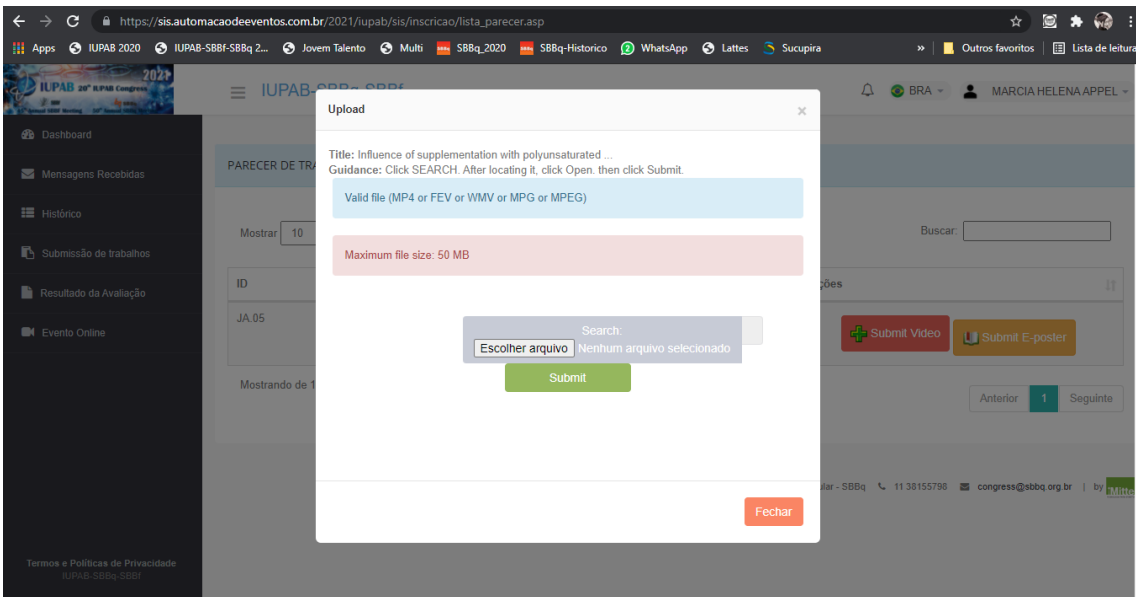 https://sis.automacaodeeventos.com.br/2021/iupab/sis/inscricao/lista_parecer.asp
Apps IUPAB 2020 IUPAB-SBBf-SBBq 2... Jovem Talento Multi SBBq_2020 SBBq-Historico WhatsApp Lattes Sucupira » Outros favoritos Lista de leitura
2021
IUPAB 20th IUPAB Congress
IUPAB-SBBq-SBBf
BRA MARCIA HELENA APPEL
Upload ×
Dashboard
Title: Influence of supplementation with polyunsaturated ...
PARECER DE TRA
Guidance: Click SEARCH. After locating it, click Open. then click Submit.
Mensagens Recebidas
Valid file (MP4 or FEV or WMV or MPG or MPEG)
Histórico
Mostrar 10
Buscar:
Submissão de trabalhos
Maximum file size: 50 MB
ID
ções
Resultado da Avaliação
JA.05
Search:
Evento Online
Submit Video Submit E-poster
Escolher arquivo Nenhum arquivo selecionado
Submit
Mostrando de 1
Anterior 1 Seguinte
ular - SBBq 11 38155798 congress@sbbq.org.br | by
Fechar
Termos e Políticas de Privacidade
IUPAB-SBBq-SBBf